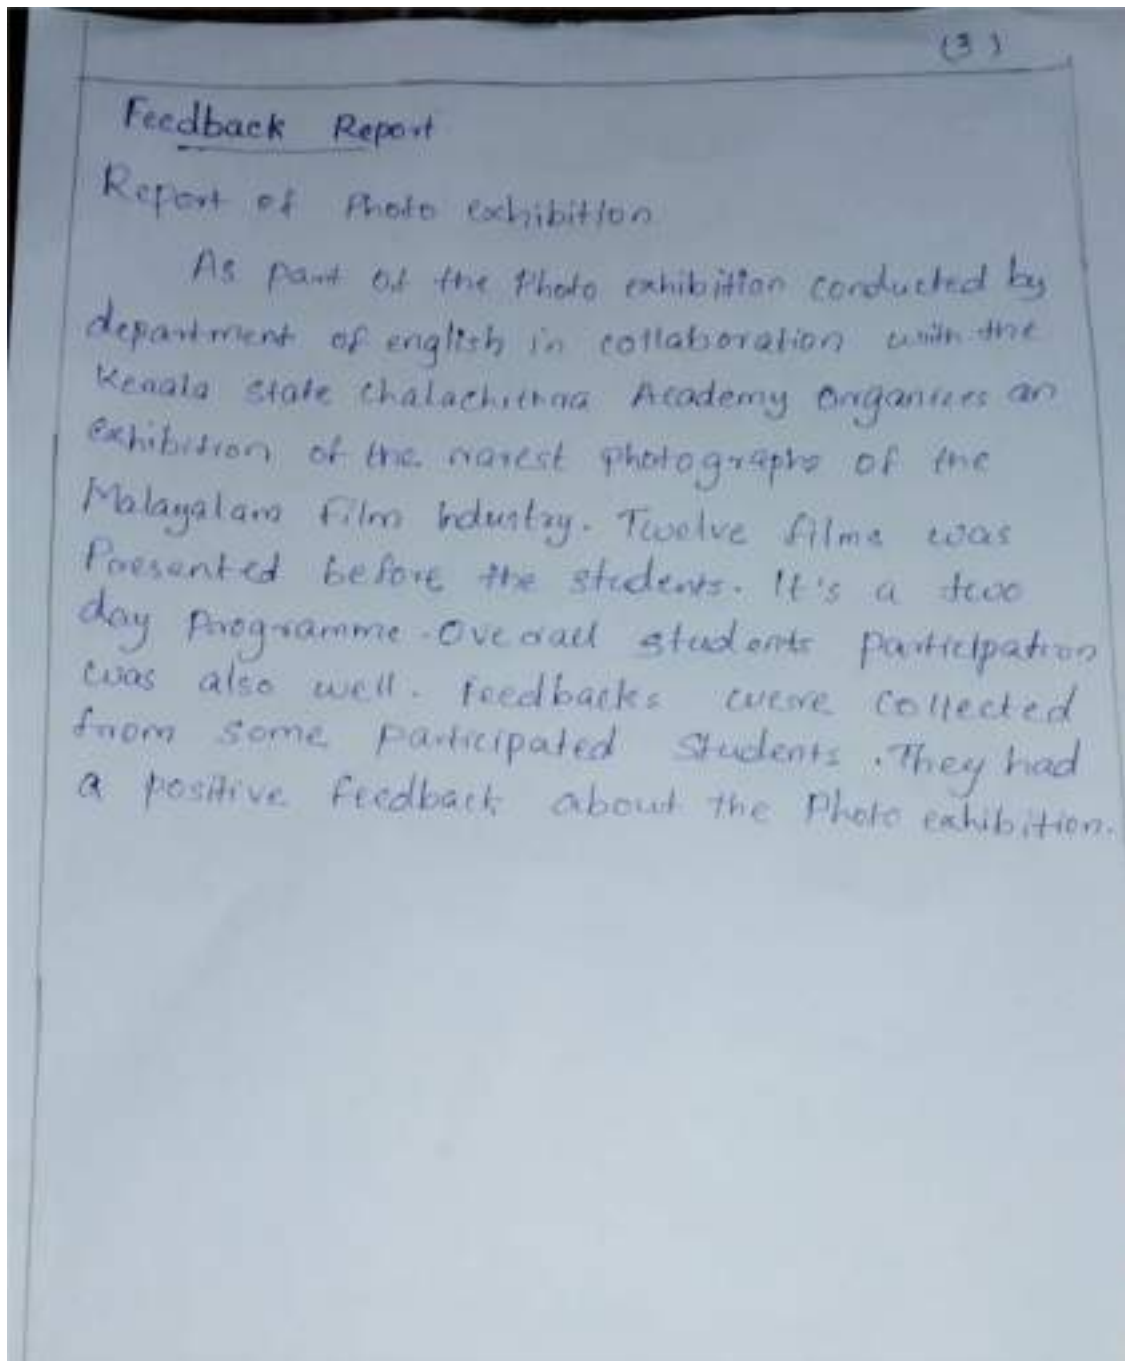 (3)
Feedback Report
Report of Photo exhibition
As part of the Photo exhibition conducted by
department of english in collaboration with the
Kerala State Chalachithra Academy Organizes an
exhibition of the rarest photographs of the
Malayalam Film Industry. Twelve films was
Presented before the students. It's a two
day Programme. Overall students participation
was also well. Feedbacks were collected
from some participated Students. They had
a positive feedback about the Photo exhibition.